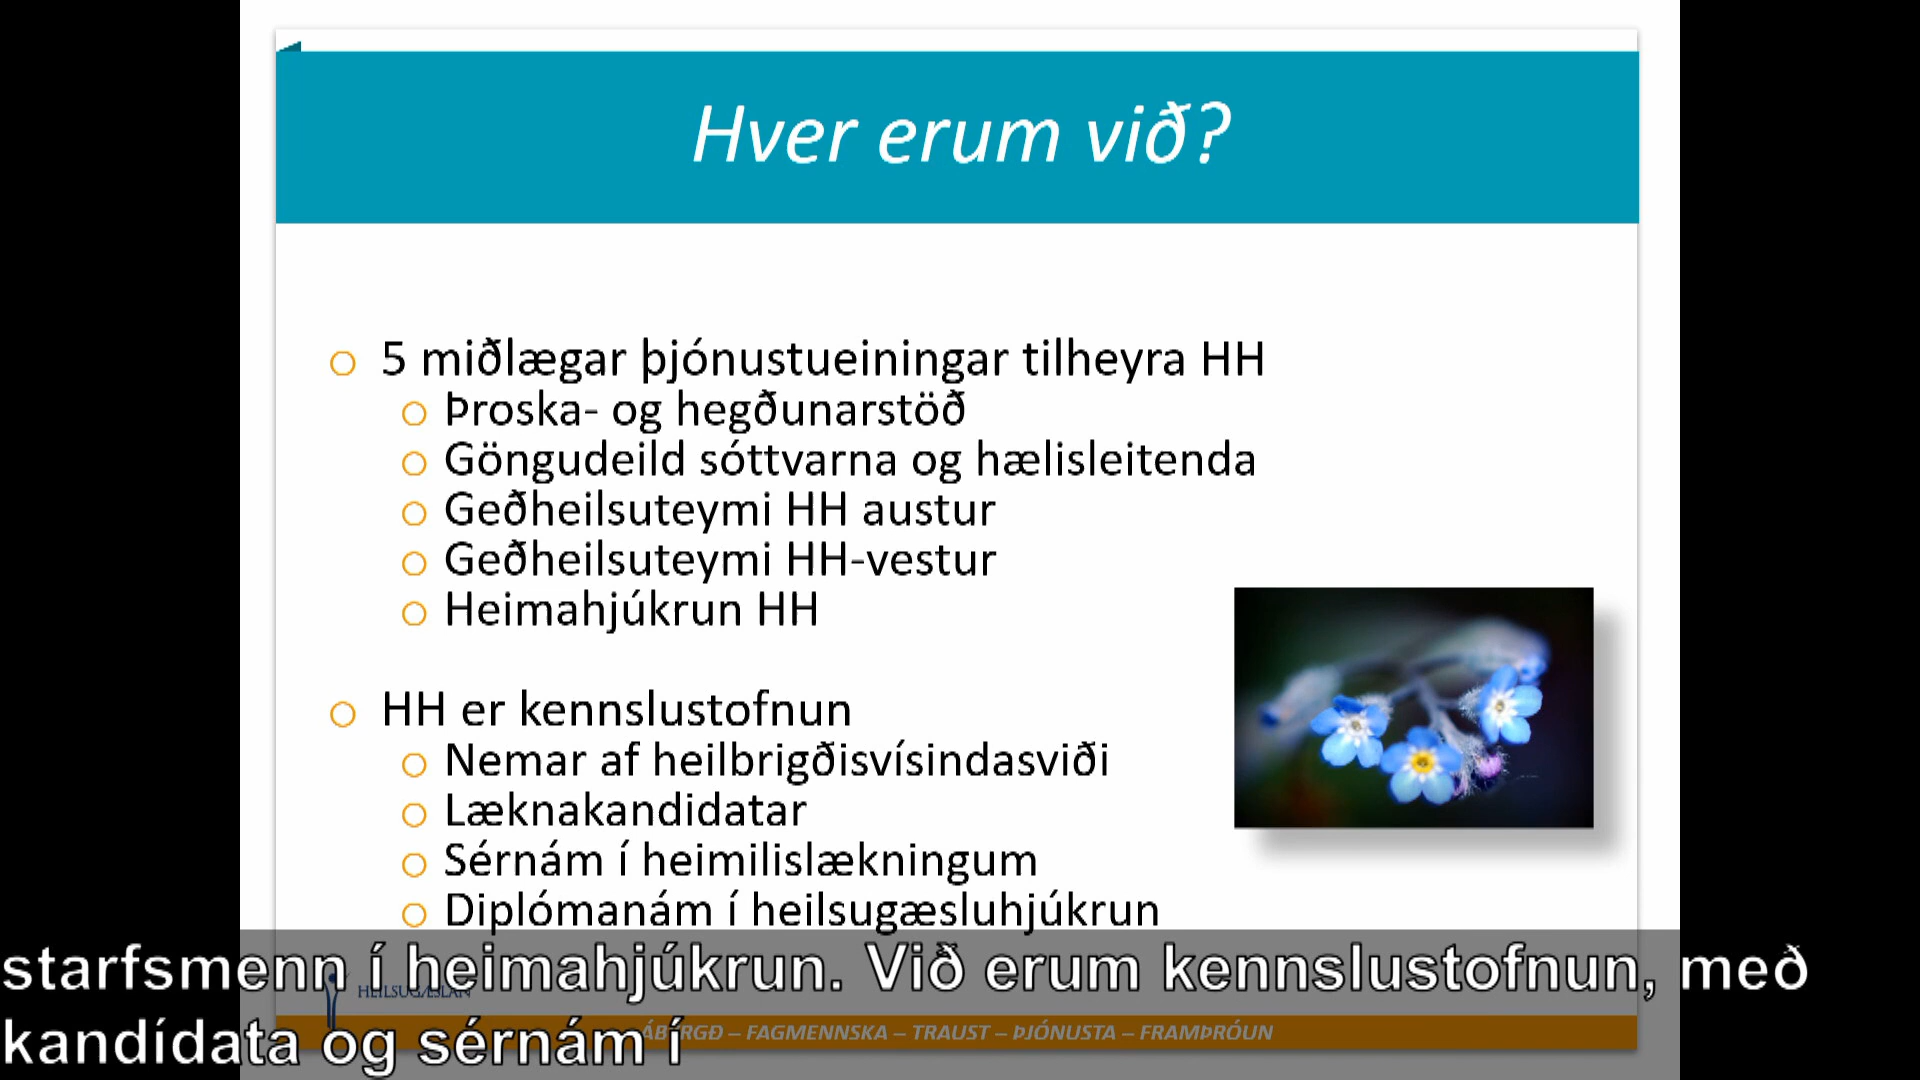 Hver erum við?
5 miðlægar þjónustueiningar tilheyra HH
Þroska- og hegðunarstöð
Göngudeild sóttvarna og hælisleitenda
Geðheilsuteymi HH austur
Geðheilsuteymi HH-vestur
Heimahjúkrun HH
HH er kennslustofnun
Nemar af heilbrigðisvísindasviði
Læknakandidatar
Sérnám í heimilislækningum
Diplómanám í heilsugæsluhjúkrun
HEILSUGÆSLAN
ÁBYRGÐ – FAGMENNSKA – TRAUST – ÞJÓNUSTA – FRAMÞRÓUN
starfsmenn í heimahjúkrun. Við erum kennslustofnun, með
kandídata og sérnám í